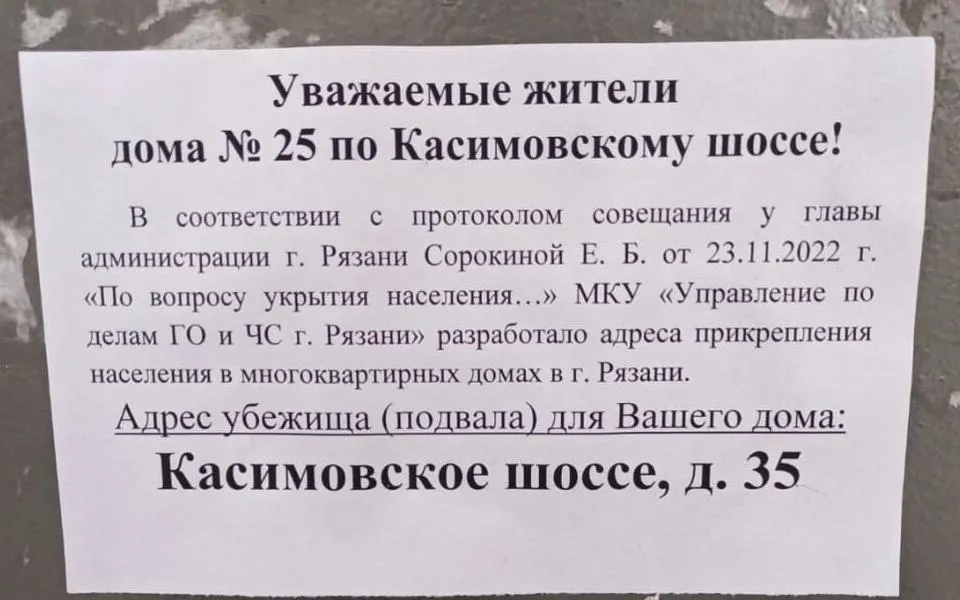 Уважаемые жители
дома № 25 по Касимовскому шоссе!
В соответствии с протоколом совещания у главы
администрации г. Рязани Сорокиной Е. Б. от 23.11.2022 г.
«По вопросу укрытия населения...» МКУ «Управление по
делам ГО и ЧС г. Рязани» разработало адреса прикрепления
населения в многоквартирных домах в г. Рязани.
Адрес убежища (подвала) для Вашего дома:
Касимовское шоссе, д. 35